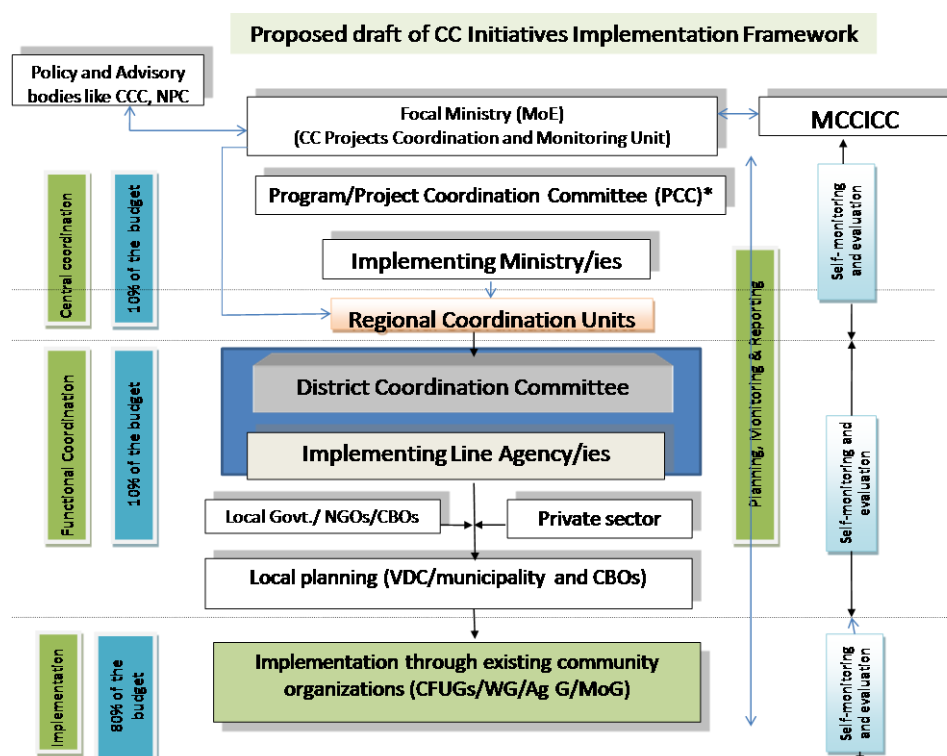 Proposed draft of CC Initiatives Implementation Framework
Policy and Advisory
bodies like CCC, NPC
Focal Ministry (MoE)
(CC Projects Coordination and Monitoring Unit)
MCCICC
Program/Project Coordination Committee (PCC)*
Implementing Ministry/ies
Central coordination
10% of the budget
Self-monitoring
and evaluation
Regional Coordination Units
District Coordination Committee
Implementing Line Agency/ies
Functional Coordination
10% of the budget
Planning, Monitoring & Reporting
Self-monitoring and
evaluation
Local Govt./ NGOs/CBOs
Private sector
Local planning (VDC/municipality and CBOs)
Implementation through existing community
organizations (CFUGs/WG/Ag G/MoG)
Implementation
80% of the
budget
Self-monitoring
and evaluation